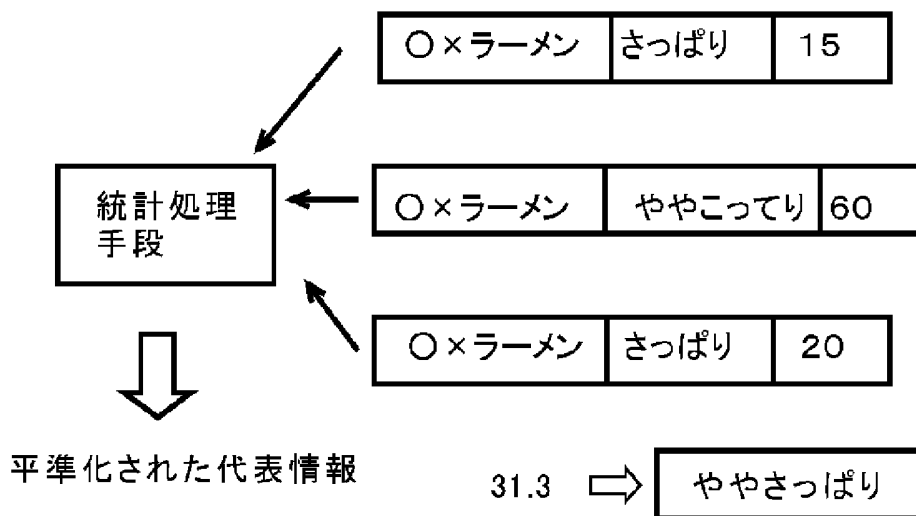 〇×ラーメン さっぱり 15
統計処理
手段
〇×ラーメン ややこってり 60
〇×ラーメン さっぱり 20
平準化された代表情報
31.3 ややさっぱり